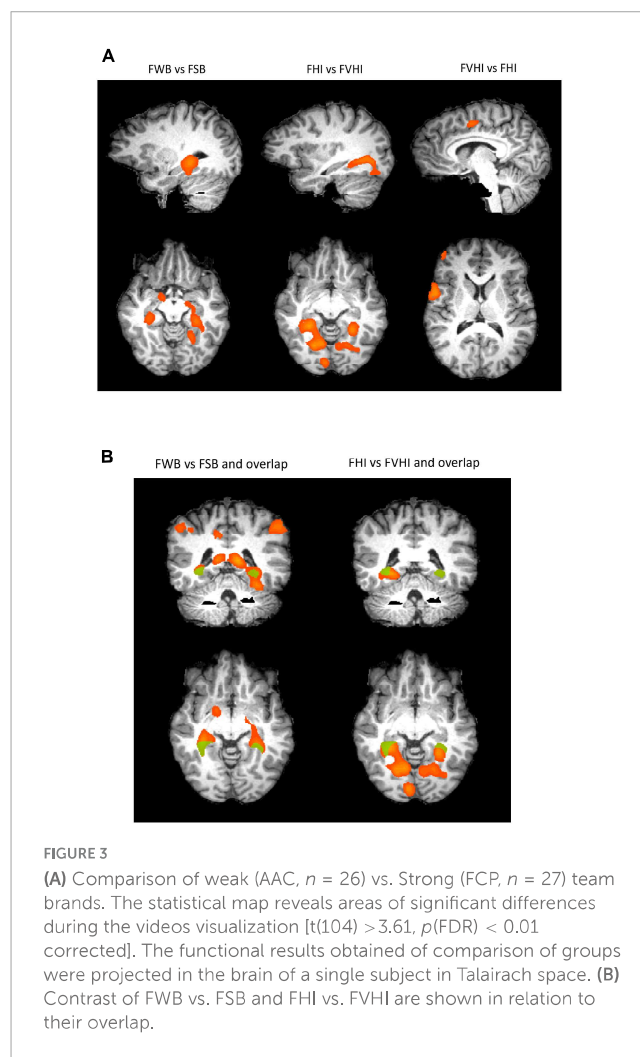 A
FWB vs FSB
FHI vs FVHI
FVHI vs FHI
B
FWB vs FSB and overlap
FHI vs FVHI and overlap
FIGURE 3
(A) Comparison of weak (AAC, n = 26) vs. Strong (FCP, n = 27) team
brands. The statistical map reveals areas of significant differences
during the videos visualization [t(104) >3.61, p(FDR) < 0.01
corrected]. The functional results obtained of comparison of groups
were projected in the brain of a single subject in Talairach space. (B)
Contrast of FWB vs. FSB and FHI vs. FVHI are shown in relation to
their overlap.